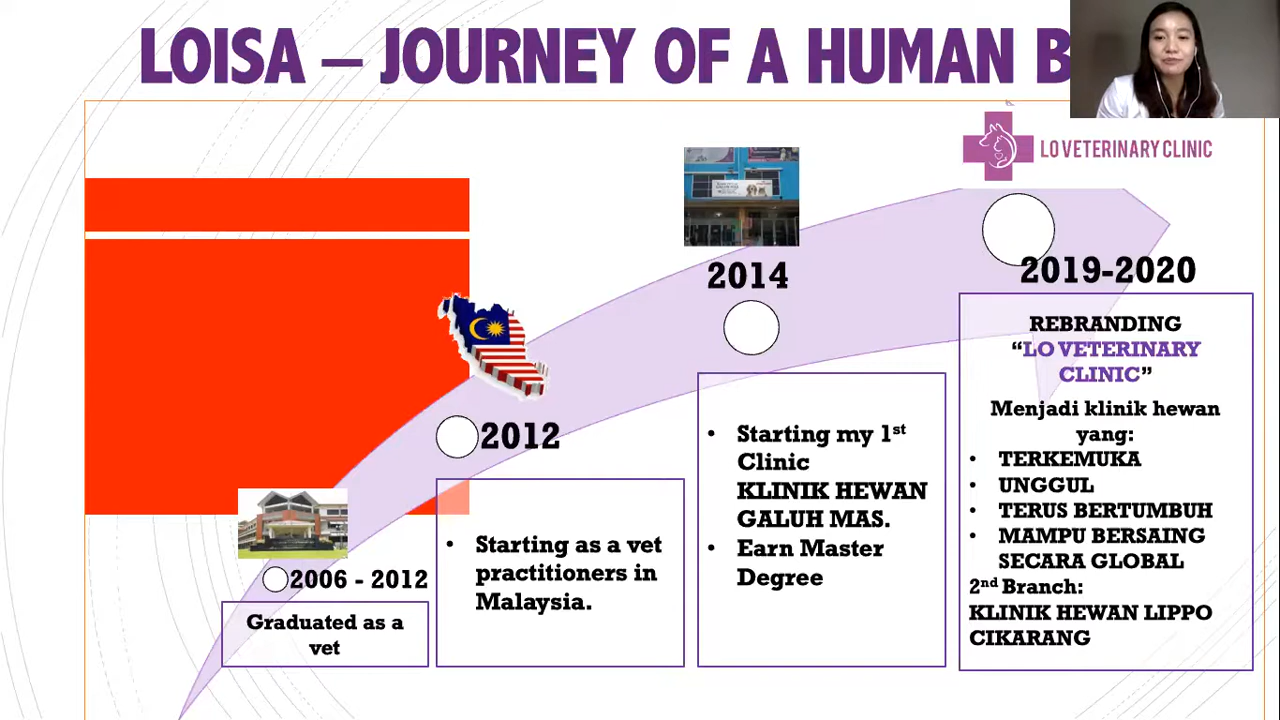 LOISA – JOURNEY OF A HUMAN B
LO VETERINARY CLINIC
2019-2020
REBRANDING
“LO VETERINARY
CLINIC”
Menjadi klinik hewan
yang:
• TERKEMUKA
• UNGGUL
• TERUS BERTUMBUH
• MAMPU BERSAING
SECARA GLOBAL
2nd Branch:
KLINIK HEWAN LIPPO
CIKARANG
2014
• Starting my 1st
Clinic
KLINIK HEWAN
GALUH MAS.
• Earn Master
Degree
2012
• Starting as a vet
practitioners in
Malaysia.
2006 - 2012
Graduated as a
vet